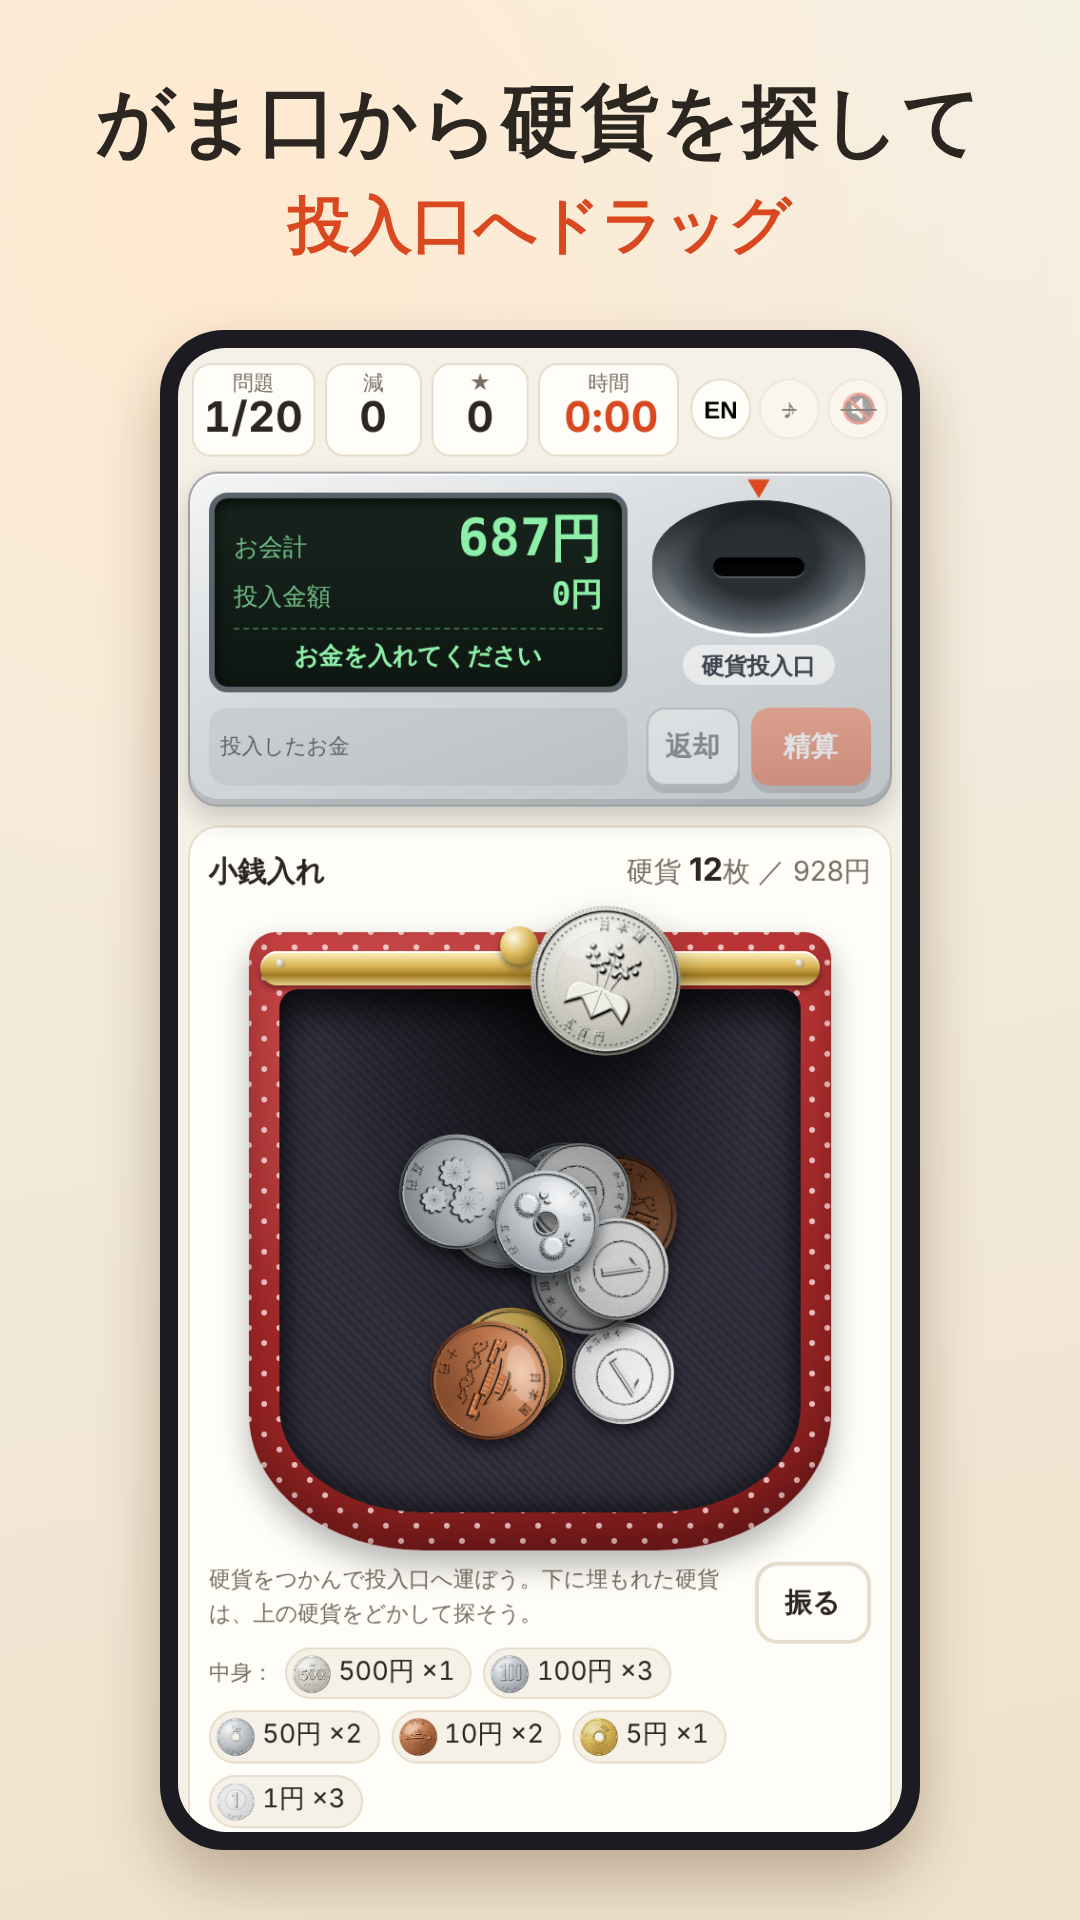 がま口から硬貨を探して
投入口へドラッグ
問題 減 ★ 時間
1/20 0 0 0:00 EN
お会計 687円
投入金額 0円
お金を入れてください
硬貨投入口
投入したお金 返却 精算
小銭入れ 硬貨 12枚 ／ 928円
硬貨をつかんで投入口へ運ぼう。下に埋もれた硬貨
は、上の硬貨をどかして探そう。
振る
中身： 500円 ×1 100円 ×3
50円 ×2 10円 ×2 5円 ×1
1円 ×3